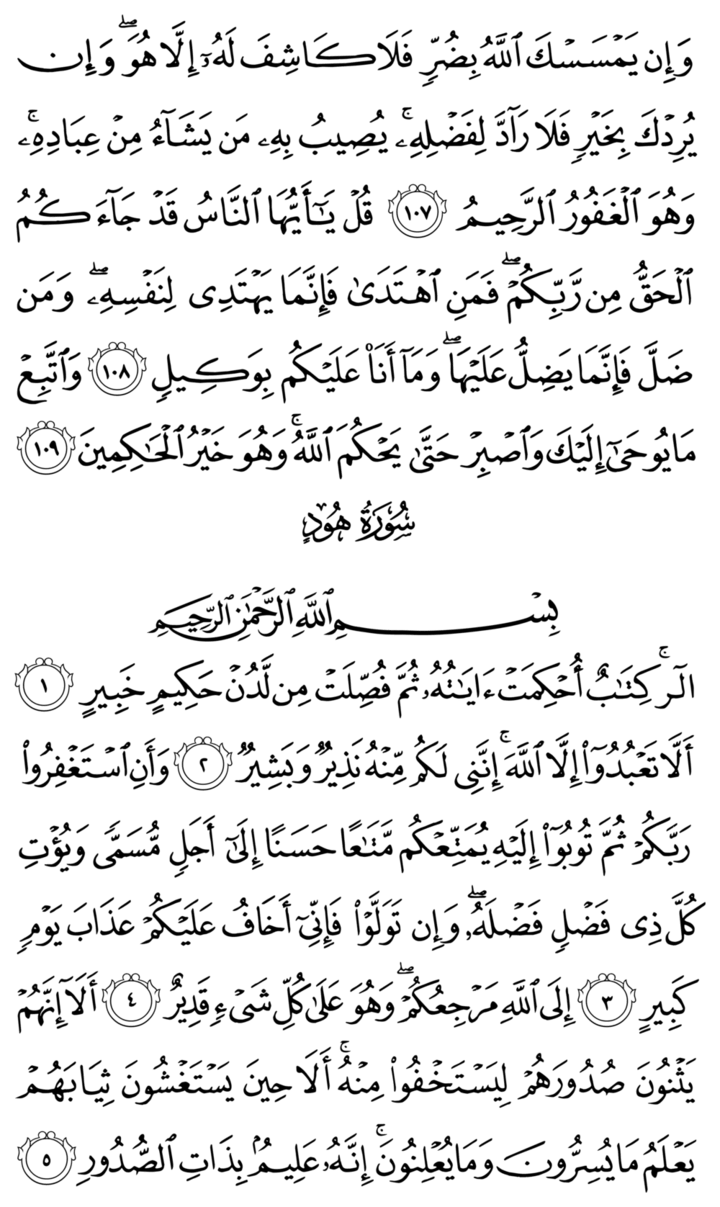 وَإِن يَمۡسَسۡكَ ٱللَّهُ بِضُرّٖ فَلَا كَاشِفَ لَهُۥٓ إِلَّا هُوَۖ وَإِن
يُرِدۡكَ بِخَيۡرٖ فَلَا رَآدَّ لِفَضۡلِهِۦۚ يُصِيبُ بِهِۦ مَن يَشَآءُ مِنۡ عِبَادِهِۦۚ
وَهُوَ ٱلۡغَفُورُ ٱلرَّحِيمُ ١٠٧ قُلۡ يَٰٓأَيُّهَا ٱلنَّاسُ قَدۡ جَآءَكُمُ
ٱلۡحَقُّ مِن رَّبِّكُمۡۖ فَمَنِ ٱهۡتَدَىٰ فَإِنَّمَا يَهۡتَدِي لِنَفۡسِهِۦۖ وَمَن
ضَلَّ فَإِنَّمَا يَضِلُّ عَلَيۡهَاۖ وَمَآ أَنَا۠ عَلَيۡكُم بِوَكِيلٖ ١٠٨ وَٱتَّبِعۡ
مَا يُوحَىٰٓ إِلَيۡكَ وَٱصۡبِرۡ حَتَّىٰ يَحۡكُمَ ٱللَّهُۚ وَهُوَ خَيۡرُ ٱلۡحَٰكِمِينَ ١٠٩
سُورَةُ هُودٍ
بِسۡمِ ٱللَّهِ ٱلرَّحۡمَٰنِ ٱلرَّحِيمِ
الٓرۚ كِتَٰبٌ أُحۡكِمَتۡ ءَايَٰتُهُۥ ثُمَّ فُصِّلَتۡ مِن لَّدُنۡ حَكِيمٍ خَبِيرٍ ١
أَلَّا تَعۡبُدُوٓاْ إِلَّا ٱللَّهَۚ إِنَّنِي لَكُم مِّنۡهُ نَذِيرٞ وَبَشِيرٞ ٢ وَأَنِ ٱسۡتَغۡفِرُواْ
رَبَّكُمۡ ثُمَّ تُوبُوٓاْ إِلَيۡهِ يُمَتِّعۡكُم مَّتَٰعًا حَسَنًا إِلَىٰٓ أَجَلٖ مُّسَمّٗى وَيُؤۡتِ
كُلَّ ذِي فَضۡلٖ فَضۡلَهُۥۖ وَإِن تَوَلَّوۡاْ فَإِنِّيٓ أَخَافُ عَلَيۡكُمۡ عَذَابَ يَوۡمٖ
كَبِيرٍ ٣ إِلَى ٱللَّهِ مَرۡجِعُكُمۡۖ وَهُوَ عَلَىٰ كُلِّ شَيۡءٖ قَدِيرٌ ٤ أَلَآ إِنَّهُمۡ
يَثۡنُونَ صُدُورَهُمۡ لِيَسۡتَخۡفُواْ مِنۡهُۚ أَلَا حِينَ يَسۡتَغۡشُونَ ثِيَابَهُمۡ
يَعۡلَمُ مَا يُسِرُّونَ وَمَا يُعۡلِنُونَۚ إِنَّهُۥ عَلِيمُۢ بِذَاتِ ٱلصُّدُورِ ٥